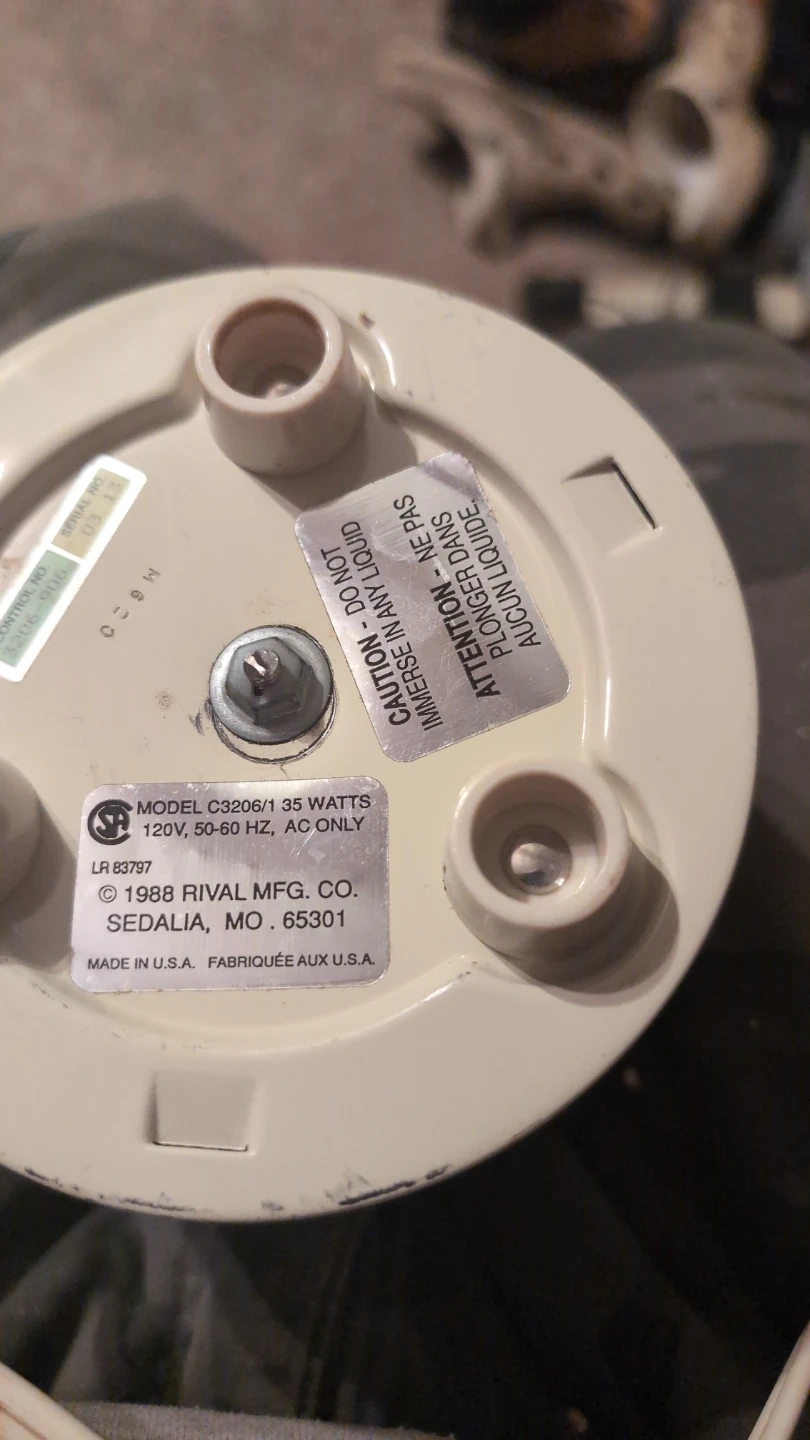 SERIAL NO
03 13
CONTROL NO.
CAUTION - DO NOT
IMMERSE IN ANY LIQUID
ATTENTION - NE PAS
PLONGER DANS
AUCUN LIQUIDE.
MODEL C3206/1 35 WATTS
120V, 50-60 HZ, AC ONLY
LR 83797
© 1988 RIVAL MFG. CO.
SEDALIA, MO . 65301
MADE IN U.S.A. FABRIQUÉE AUX U.S.A.